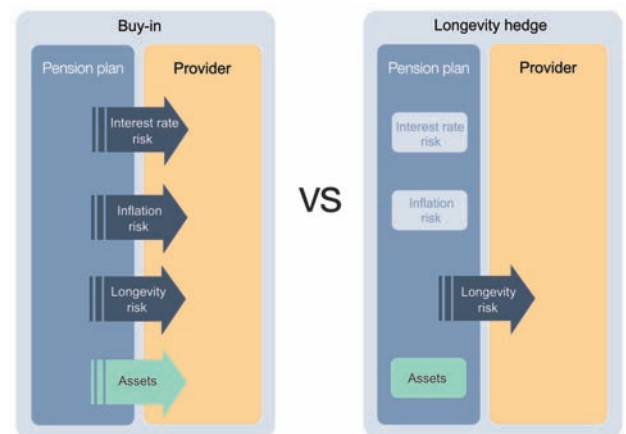 Buy-in
Pension plan
Provider
Interest rate
risk
Inflation
risk
Longevity
risk
Assets
VS
Longevity hedge
Pension plan
Provider
Interest rate
risk
Inflation
risk
Longevity
risk
Assets